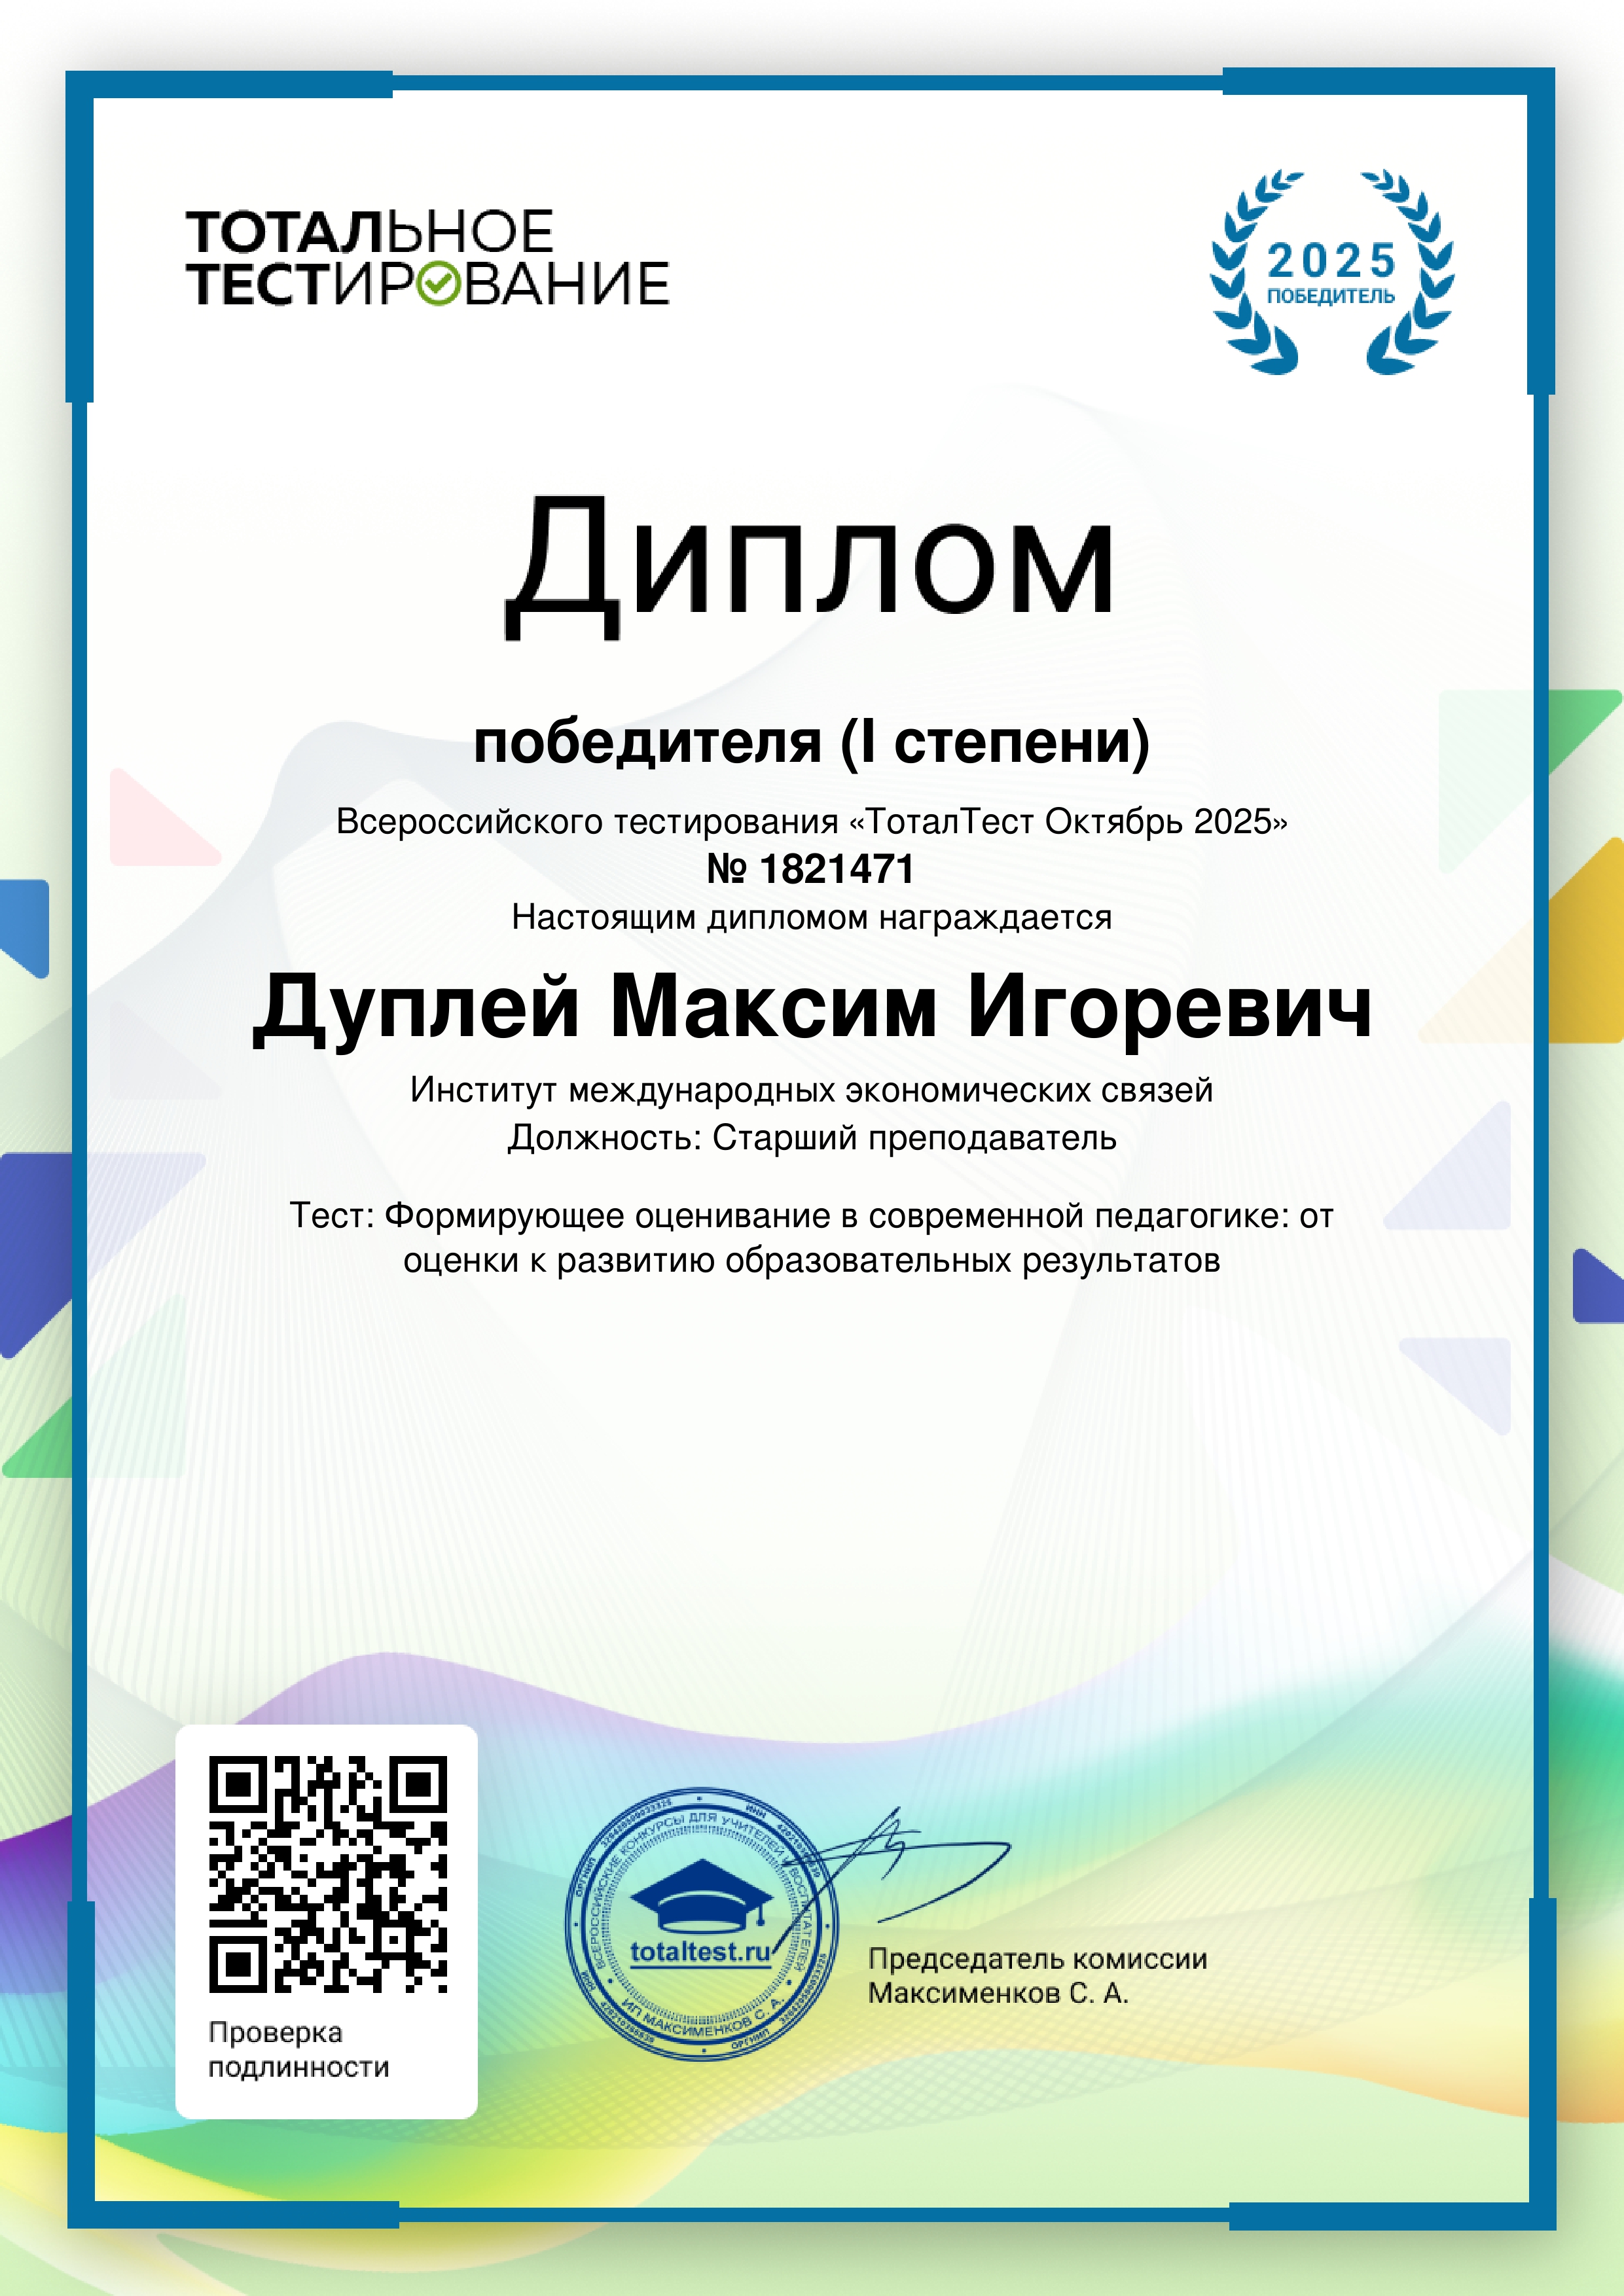 ТОТАЛЬНОЕ
ТЕСТИРОВАНИЕ
2025
ПОБЕДИТЕЛЬ
Диплом
победителя (I степени)
Всероссийского тестирования «ТоталТест Октябрь 2025»
№ 1821471
Настоящим дипломом награждается
Дуплей Максим Игоревич
Институт международных экономических связей
Должность: Старший преподаватель
Тест: Формирующее оценивание в современной педагогике: от
оценки к развитию образовательных результатов
Проверка
подлинности
ВСЕРОССИЙСКИЕ КОНКУРСЫ ДЛЯ УЧИТЕЛЕЙ И ВОСПИТАТЕЛЕЙ
totaltest.ru
ИП МАКСИМЕНКОВ С. А.
Председатель комиссии
Максименков С. А.